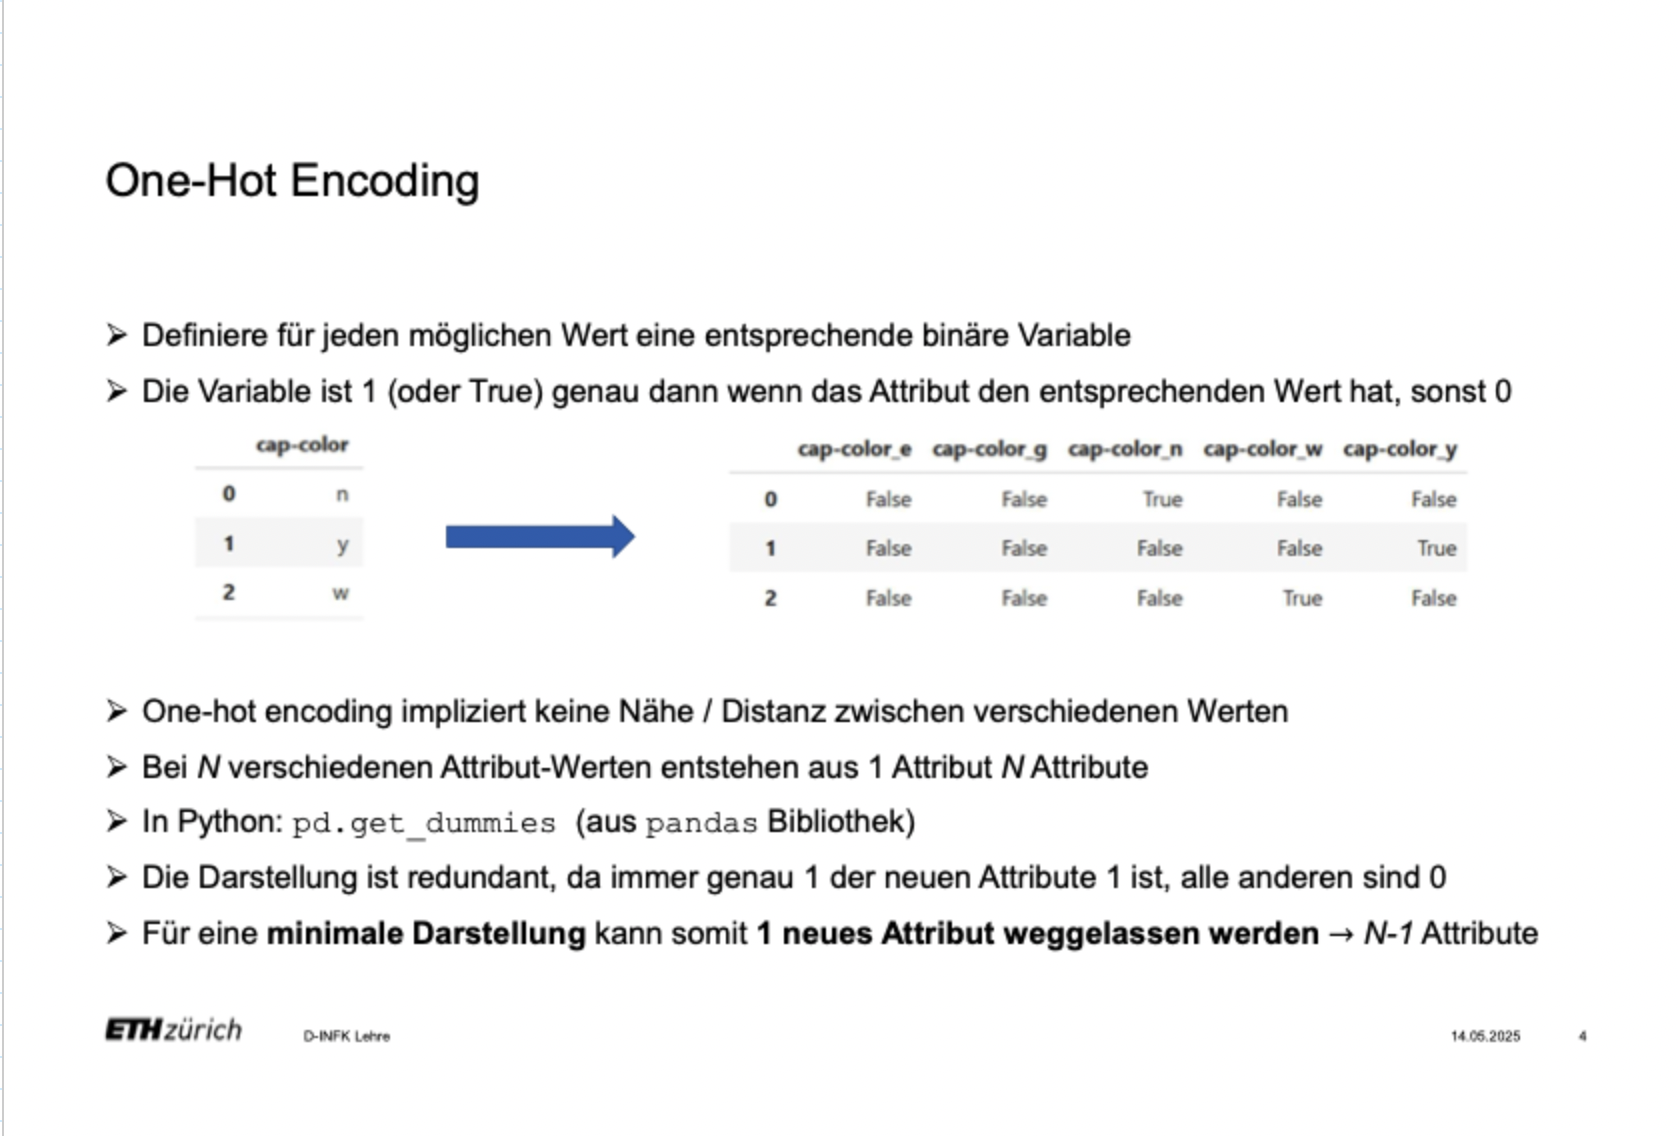 One-Hot Encoding
➢ Definiere für jeden möglichen Wert eine entsprechende binäre Variable
➢ Die Variable ist 1 (oder True) genau dann wenn das Attribut den entsprechenden Wert hat, sonst 0
cap-color
0 n
1 y
2 w
cap-color_e cap-color_g cap-color_n cap-color_w cap-color_y
0 False False True False False
1 False False False False True
2 False False False True False
➢ One-hot encoding impliziert keine Nähe / Distanz zwischen verschiedenen Werten
➢ Bei N verschiedenen Attribut-Werten entstehen aus 1 Attribut N Attribute
➢ In Python: pd.get_dummies (aus pandas Bibliothek)
➢ Die Darstellung ist redundant, da immer genau 1 der neuen Attribute 1 ist, alle anderen sind 0
➢ Für eine minimale Darstellung kann somit 1 neues Attribut weggelassen werden → N-1 Attribute
ETH zürich D-INFK Lehre 14.05.2025 4